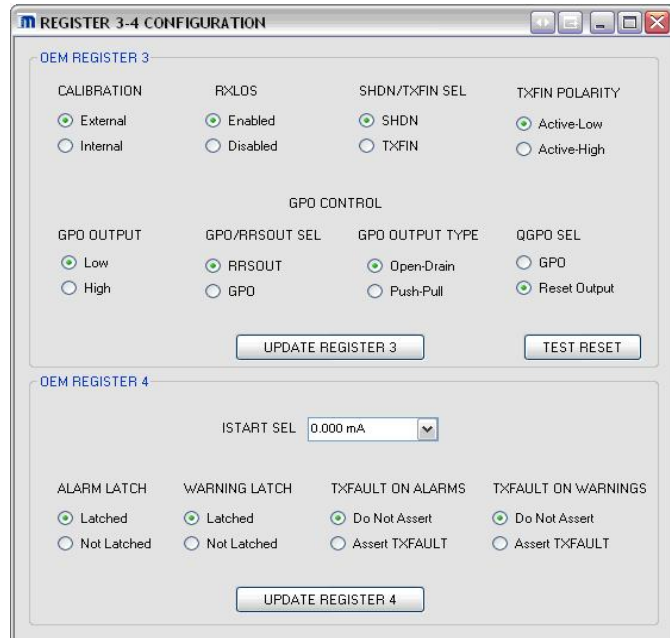 m REGISTER 3-4 CONFIGURATION
OEM REGISTER 3
CALIBRATION RXLOS SHDN/TXFIN SEL TXFIN POLARITY
External Enabled SHDN Active-Low
Internal Disabled TXFIN Active-High
GPO CONTROL
GPO OUTPUT GPO/RRSOUT SEL GPO OUTPUT TYPE QGPO SEL
Low RRSOUT Open-Drain GPO
High GPO Push-Pull Reset Output
UPDATE REGISTER 3 TEST RESET
OEM REGISTER 4
ISTART SEL 0.000 mA
ALARM LATCH WARNING LATCH TXFAULT ON ALARMS TXFAULT ON WARNINGS
Latched Latched Do Not Assert Do Not Assert
Not Latched Not Latched Assert TXFAULT Assert TXFAULT
UPDATE REGISTER 4